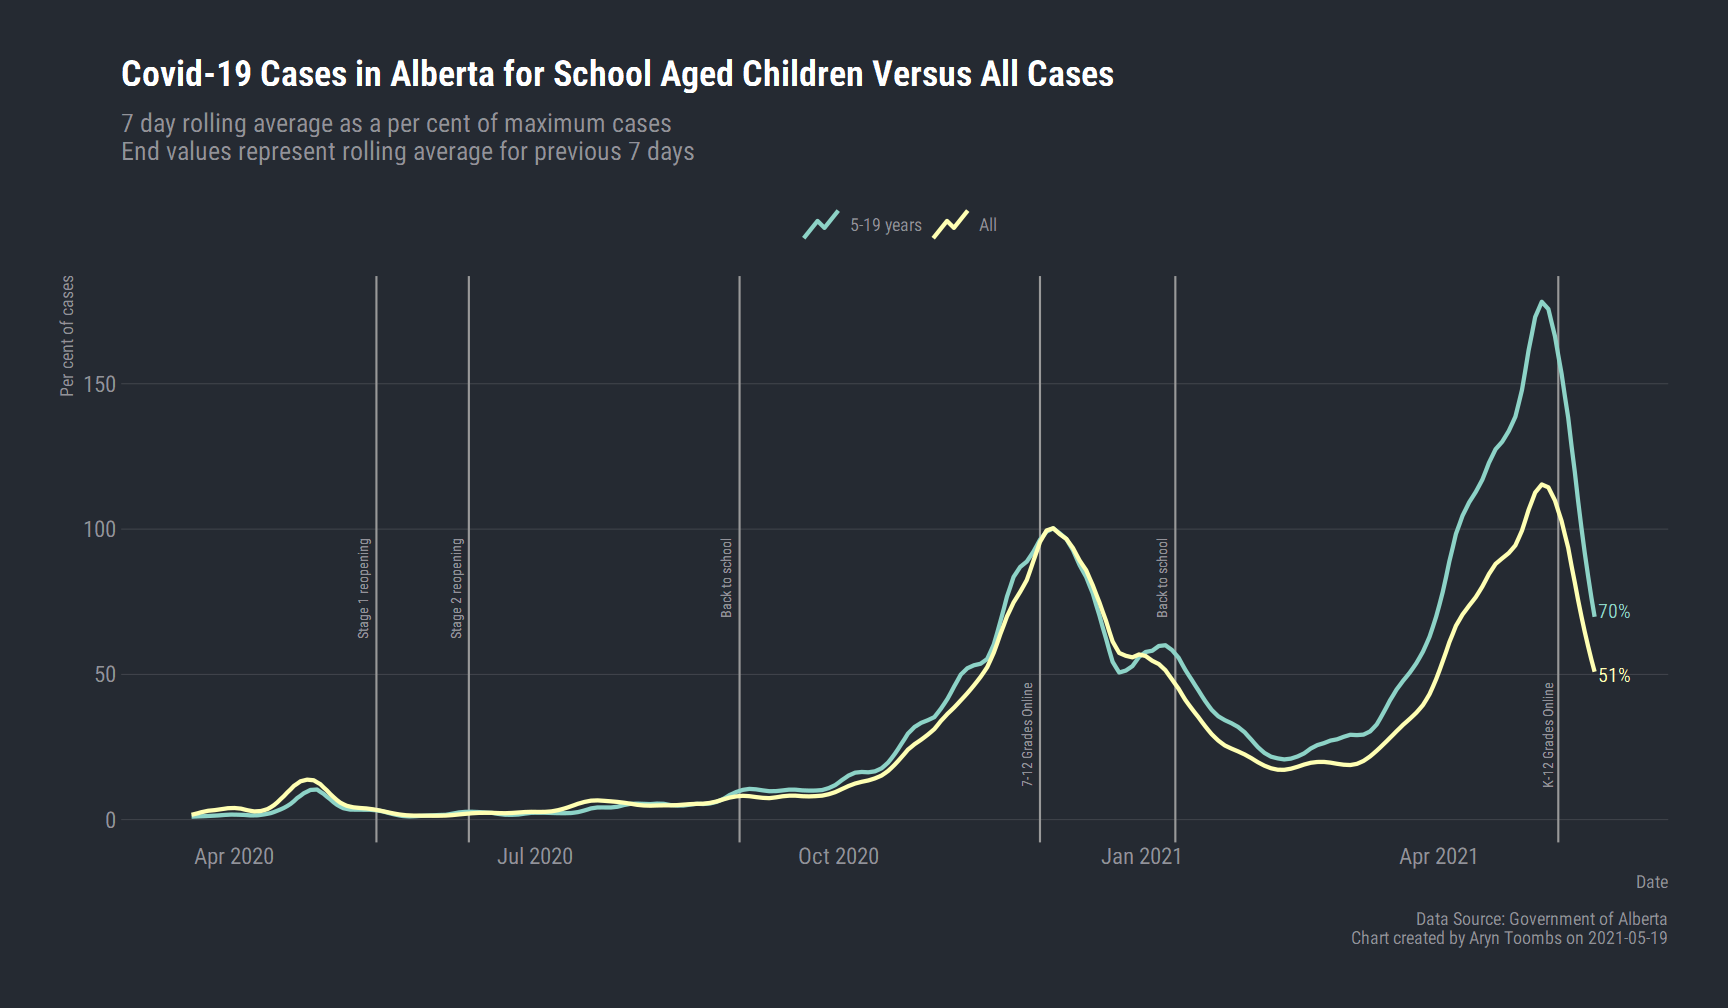 Covid-19 Cases in Alberta for School Aged Children Versus All Cases
7 day rolling average as a per cent of maximum cases
End values represent rolling average for previous 7 days
5-19 years
All
Per cent of cases
150
100
50
0
Stage 1 reopening
Stage 2 reopening
Back to school
7-12 Grades Online
Back to school
K-12 Grades Online
70%
51%
Apr 2020
Jul 2020
Oct 2020
Jan 2021
Apr 2021
Date
Data Source: Government of Alberta
Chart created by Aryn Toombs on 2021-05-19